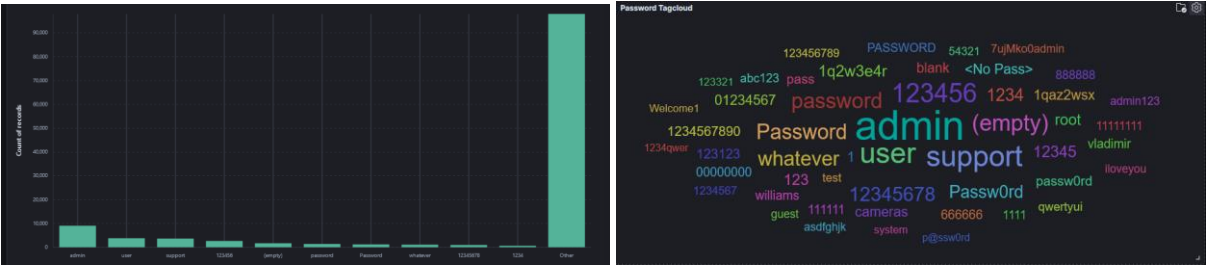 90,000
80,000
70,000
60,000
50,000
40,000
30,000
20,000
10,000
0
Count of records
admin user support 123456 (empty) password Password whatever 12345678 1234 Other
Password Tagcloud
123456789 PASSWORD 54321 7ujMko0admin
123321 abc123 pass 1q2w3e4r blank <No Pass> 888888
Welcome1 01234567 password 123456 1234 1qaz2wsx admin123
1234567890 Password admin (empty) root 11111111
1234qwer 123123 whatever 1 user support 12345 vladimir
00000000 123 test iloveyou
1234567 williams 12345678 Passw0rd passw0rd
guest 111111 cameras 666666 1111 qwertyui
asdfghjk system p@ssw0rd